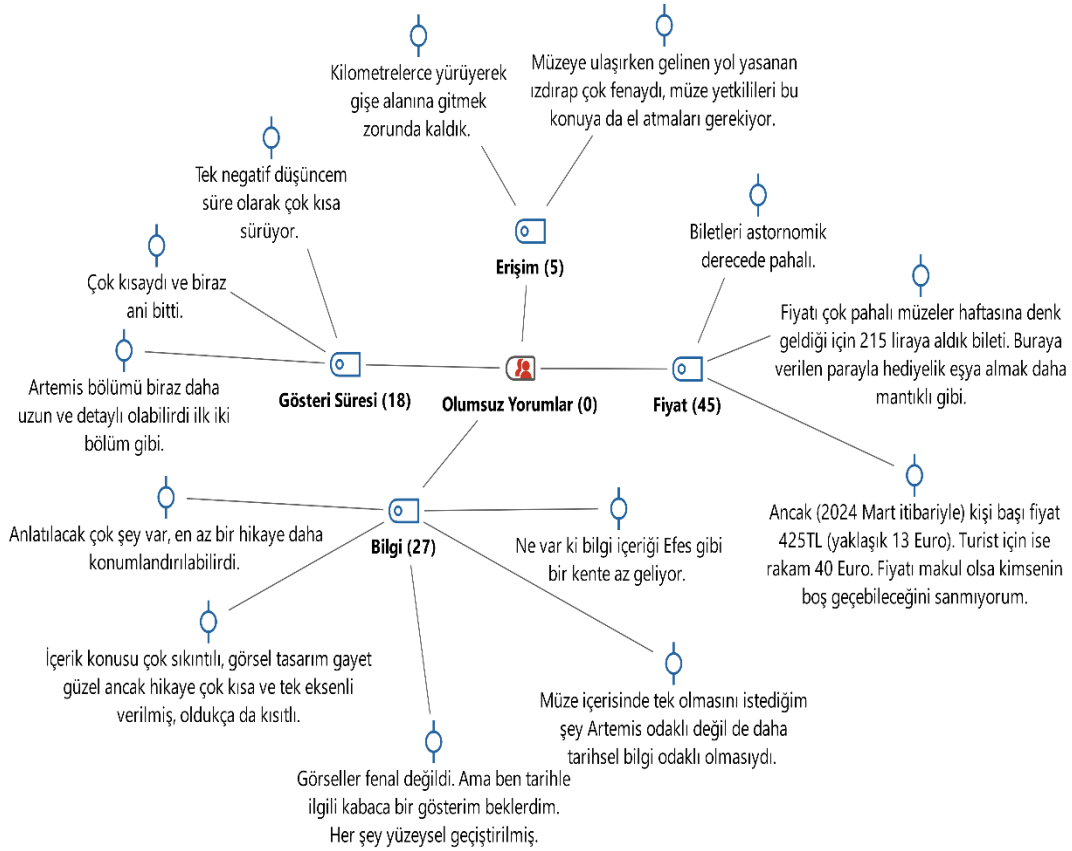 Kilometrelerce yürüyerek
gişe alanına gitmek
zorunda kaldık.
Müzeye ulaşırken gelinen yol yasanan
ızdırap çok fenaydı, müze yetkilileri bu
konuya da el atmaları gerekiyor.
Tek negatif düşüncem
süre olarak çok kısa
sürüyor.
Erişim (5)
Biletleri astornomik
derecede pahalı.
Çok kısaydı ve biraz
ani bitti.
Fiyatı çok pahalı müzeler haftasına denk
geldiği için 215 liraya aldık bileti. Buraya
verilen parayla hediyelik eşya almak daha
mantıklı gibi.
Artemis bölümü biraz daha
uzun ve detaylı olabilirdi ilk iki
bölüm gibi.
Gösteri Süresi (18)
Olumsuz Yorumlar (0)
Fiyat (45)
Anlatılacak çok şey var, en az bir hikaye daha
konumlandırılabilirdi.
Bilgi (27)
Ne var ki bilgi içeriği Efes gibi
bir kente az geliyor.
Ancak (2024 Mart itibariyle) kişi başı fiyat
425TL (yaklaşık 13 Euro). Turist için ise
rakam 40 Euro. Fiyatı makul olsa kimsenin
boş geçebileceğini sanmıyorum.
İçerik konusu çok sıkıntılı, görsel tasarım gayet
güzel ancak hikaye çok kısa ve tek eksenli
verilmiş, oldukça da kısıtlı.
Müze içerisinde tek olmasını istediğim
şey Artemis odaklı değil de daha
tarihsel bilgi odaklı olmasıydı.
Görseller fenal değildi. Ama ben tarihle
ilgili kabaca bir gösterim beklerdim.
Her şey yüzeysel geçiştirilmiş.